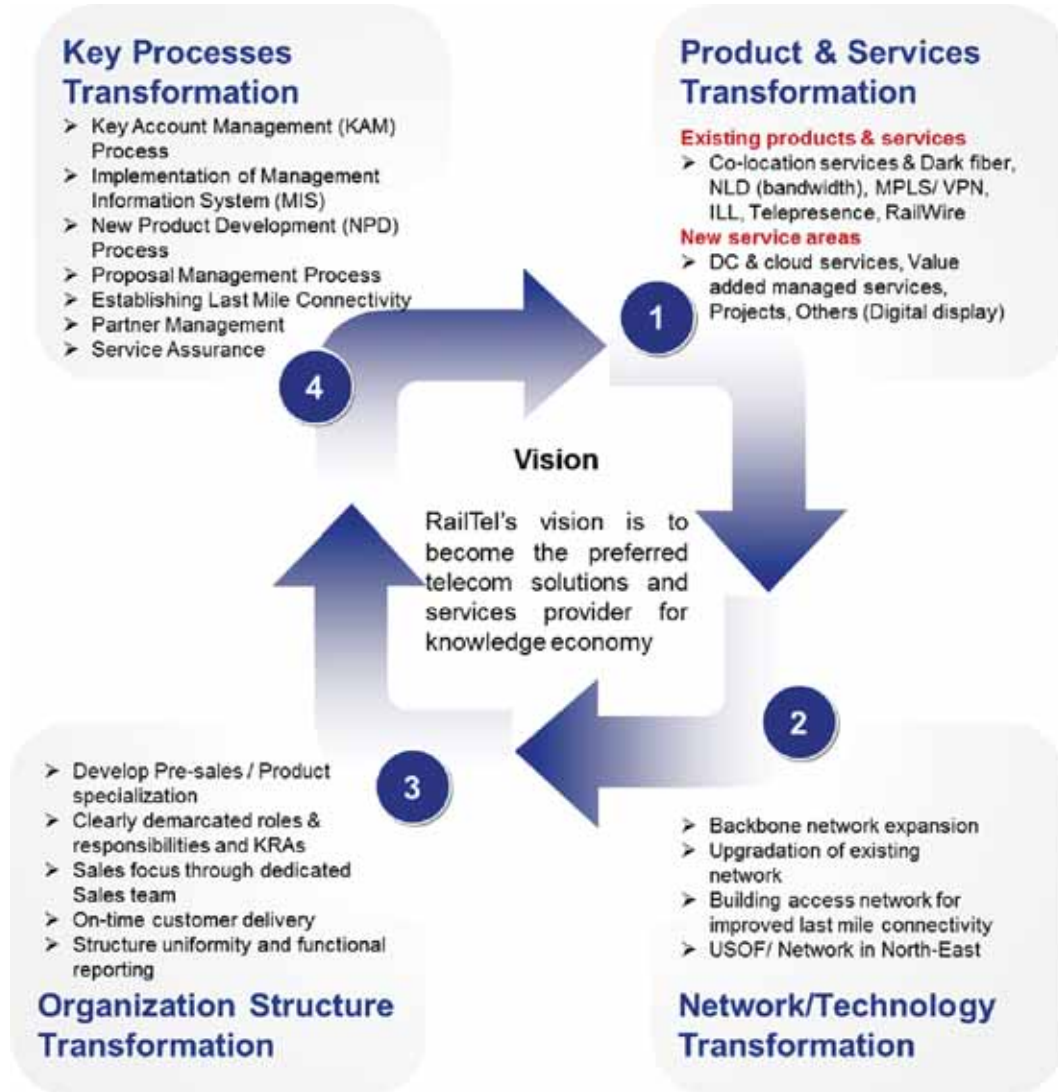 Key Processes
Transformation
➢ Key Account Management (KAM)
Process
➢ Implementation of Management
Information System (MIS)
➢ New Product Development (NPD)
Process
➢ Proposal Management Process
➢ Establishing Last Mile Connectivity
➢ Partner Management
➢ Service Assurance
4
Product & Services
Transformation
Existing products & services
➢ Co-location services & Dark fiber,
NLD (bandwidth), MPLS/ VPN,
ILL, Telepresence, RailWire
New service areas
➢ DC & cloud services, Value
added managed services,
Projects, Others (Digital display)
1
Vision
RailTel's vision is to
become the preferred
telecom solutions and
services provider for
knowledge economy
2
3
➢ Develop Pre-sales / Product
specialization
➢ Clearly demarcated roles &
responsibilities and KRAs
➢ Sales focus through dedicated
Sales team
➢ On-time customer delivery
➢ Structure uniformity and functional
reporting
Organization Structure
Transformation
➢ Backbone network expansion
➢ Upgradation of existing
network
➢ Building access network for
improved last mile connectivity
➢ USOF/ Network in North-East
Network/Technology
Transformation